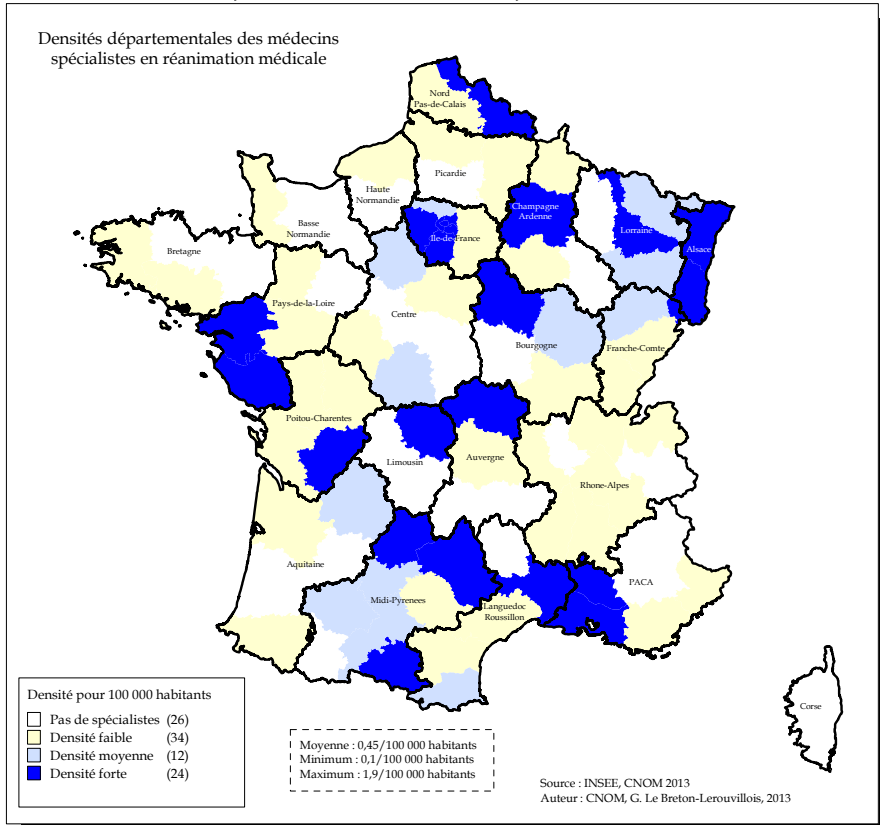 Densités départementales des médecins
spécialistes en réanimation médicale
Nord
Pas-de-Calais
Picardie
Haute
Normandie
Basse
Normandie
Champagne
Ardenne
Lorraine
Alsace
Ile-de-France
Bretagne
Pays-de-la-Loire
Centre
Bourgogne
Franche-Comte
Poitou-Charentes
Limousin
Auvergne
Rhone-Alpes
Aquitaine
Midi-Pyrenees
Languedoc
Roussillon
PACA
Corse
Densité pour 100 000 habitants
Pas de spécialistes (26)
Densité faible (34)
Densité moyenne (12)
Densité forte (24)
Moyenne : 0,45/100 000 habitants
Minimum : 0,1/100 000 habitants
Maximum : 1,9/100 000 habitants
Source : INSEE, CNOM 2013
Auteur : CNOM, G. Le Breton-Lerouvillois, 2013